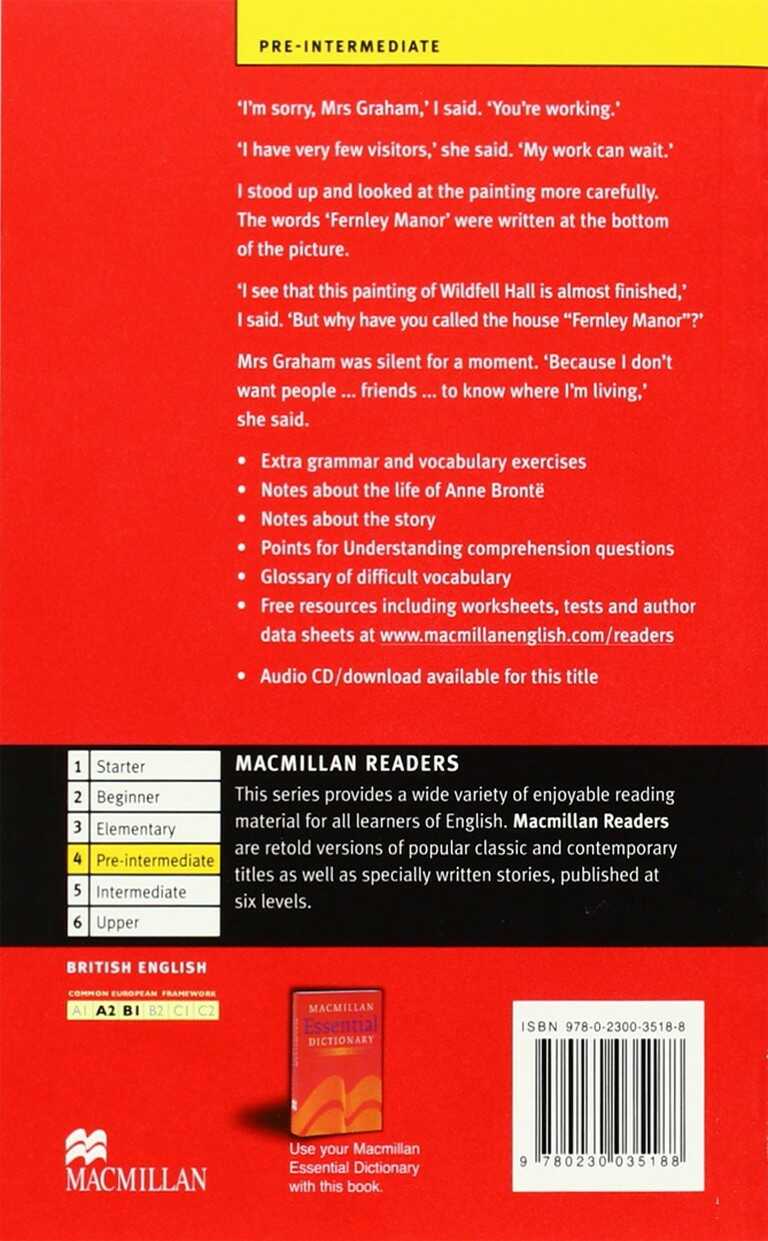 PRE-INTERMEDIATE
‘I'm sorry, Mrs Graham,’ I said. ‘You're working.’
‘I have very few visitors,’ she said. ‘My work can wait.’
I stood up and looked at the painting more carefully.
The words ‘Fernley Manor’ were written at the bottom
of the picture.
‘I see that this painting of Wildfell Hall is almost finished,’
I said. ‘But why have you called the house “Fernley Manor”?’
Mrs Graham was silent for a moment. ‘Because I don't
want people ... friends ... to know where I'm living,’
she said.
• Extra grammar and vocabulary exercises
• Notes about the life of Anne Brontë
• Notes about the story
• Points for Understanding comprehension questions
• Glossary of difficult vocabulary
• Free resources including worksheets, tests and author
data sheets at www.macmillanenglish.com/readers
• Audio CD/download available for this title
1 Starter
2 Beginner
3 Elementary
4 Pre-intermediate
5 Intermediate
6 Upper
MACMILLAN READERS
This series provides a wide variety of enjoyable reading
material for all learners of English. Macmillan Readers
are retold versions of popular classic and contemporary
titles as well as specially written stories, published at
six levels.
BRITISH ENGLISH
COMMON EUROPEAN FRAMEWORK
A1 A2 B1 B2 C1 C2
MACMILLAN
Essential
DICTIONARY
Use your Macmillan
Essential Dictionary
with this book.
MACMILLAN
ISBN 978-0-2300-3518-8
9 780230 035188